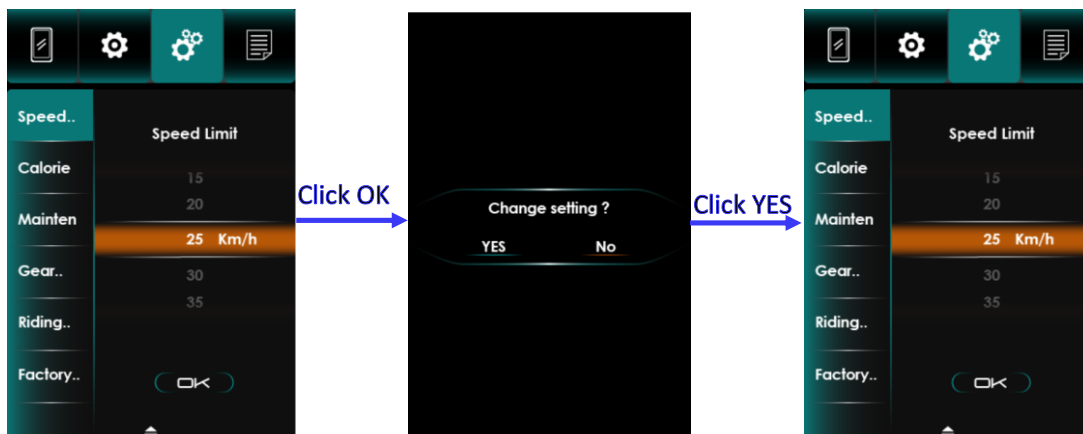 Speed..
Calorie
Mainten
Gear..
Riding..
Factory..
Speed Limit
15
20
25 Km/h
30
35
OK
Click OK
Change setting ?
YES No
Click YES
Speed..
Calorie
Mainten
Gear..
Riding..
Factory..
Speed Limit
15
20
25 Km/h
30
35
OK